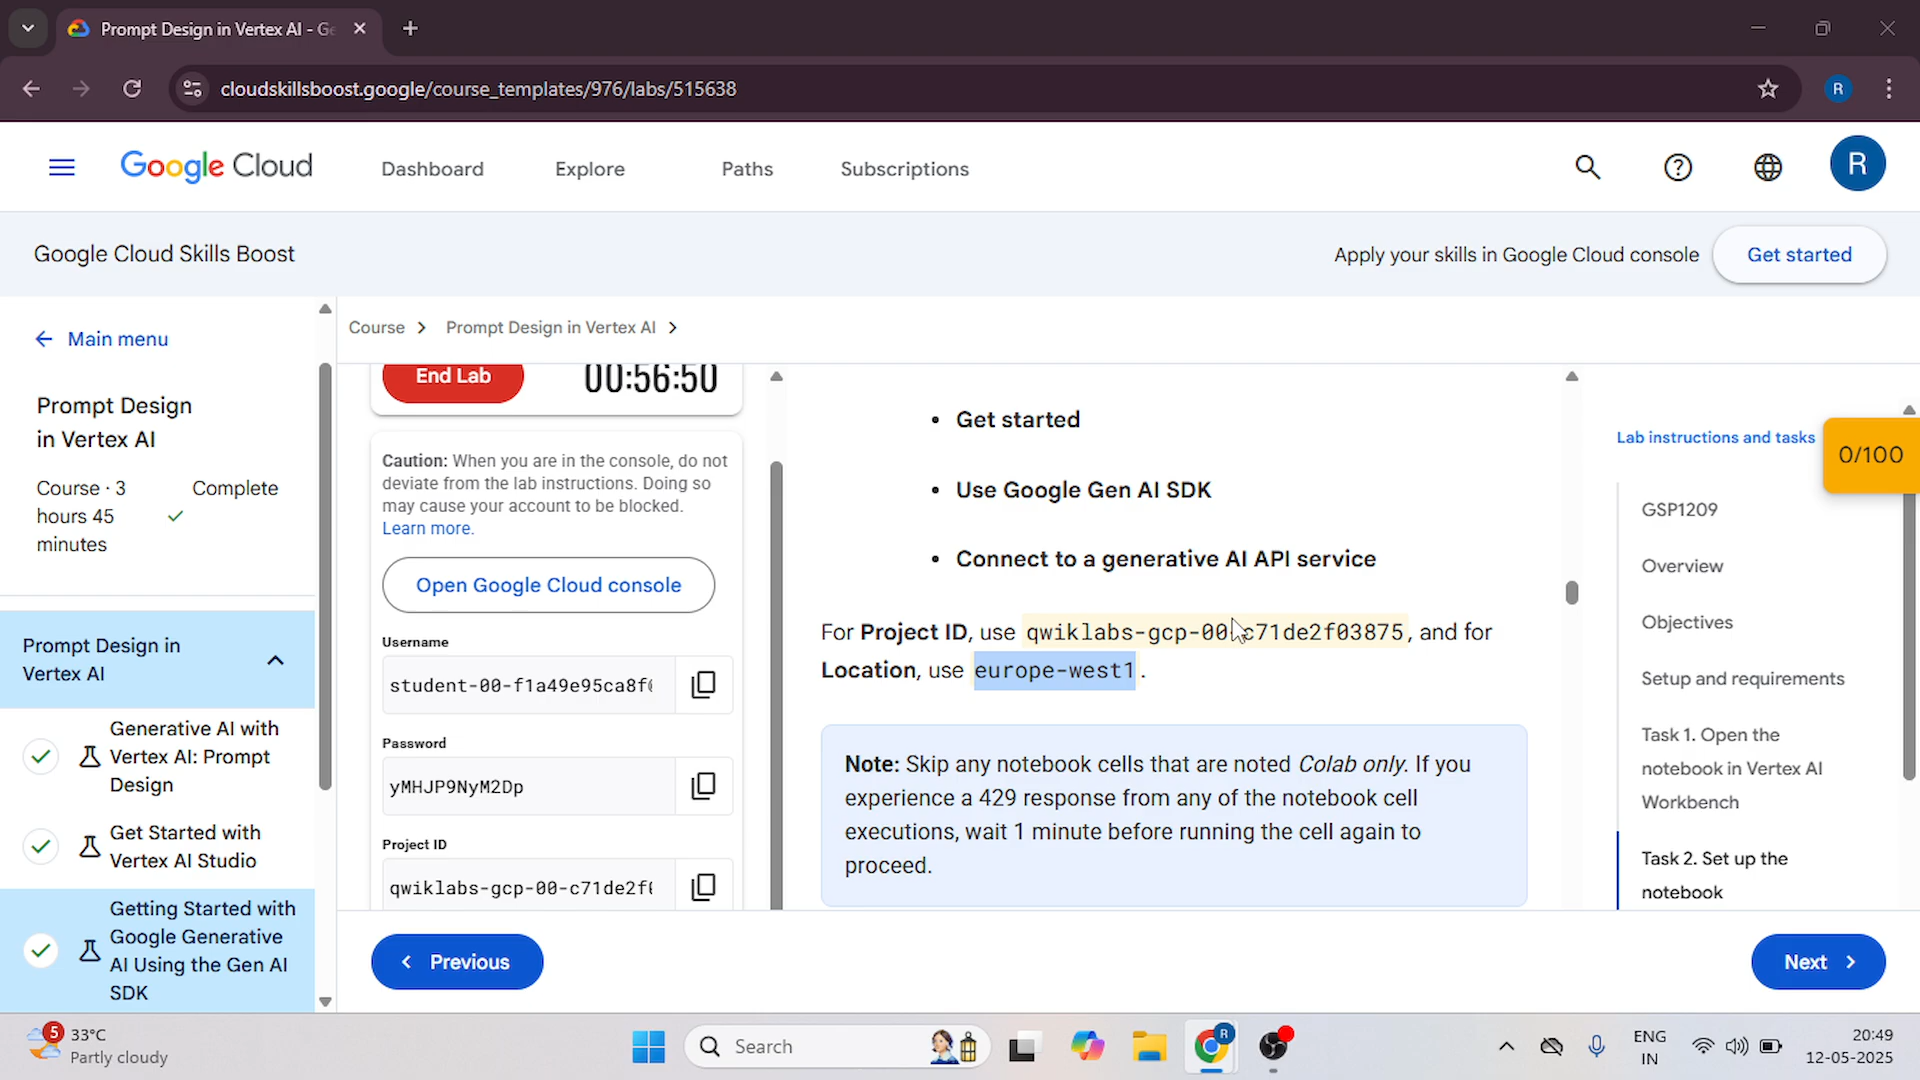 Prompt Design in Vertex AI - Ge
cloudskillsboost.google/course_templates/976/labs/515638
R
Google Cloud
Dashboard
Explore
Paths
Subscriptions
R
Google Cloud Skills Boost
Apply your skills in Google Cloud console
Get started
Main menu
Course
Prompt Design in Vertex AI
Prompt Design
in Vertex AI
Course · 3
hours 45
minutes
Complete
Prompt Design in
Vertex AI
Generative AI with
Vertex AI: Prompt
Design
Get Started with
Vertex AI Studio
Getting Started with
Google Generative
AI Using the Gen AI
SDK
End Lab
00:56:50
Caution: When you are in the console, do not
deviate from the lab instructions. Doing so
may cause your account to be blocked.
Learn more.
Open Google Cloud console
Username
student-00-f1a49e95ca8f
Password
yMHJP9NyM2Dp
Project ID
qwiklabs-gcp-00-c71de2f
• Get started
• Use Google Gen AI SDK
• Connect to a generative AI API service
For Project ID, use qwiklabs-gcp-00-c71de2f03875, and for
Location, use europe-west1.
Note: Skip any notebook cells that are noted Colab only. If you
experience a 429 response from any of the notebook cell
executions, wait 1 minute before running the cell again to
proceed.
Lab instructions and tasks
0/100
GSP1209
Overview
Objectives
Setup and requirements
Task 1. Open the
notebook in Vertex AI
Workbench
Task 2. Set up the
notebook
Previous
Next
5
33°C
Partly cloudy
Search
R
ENG
IN
20:49
12-05-2025